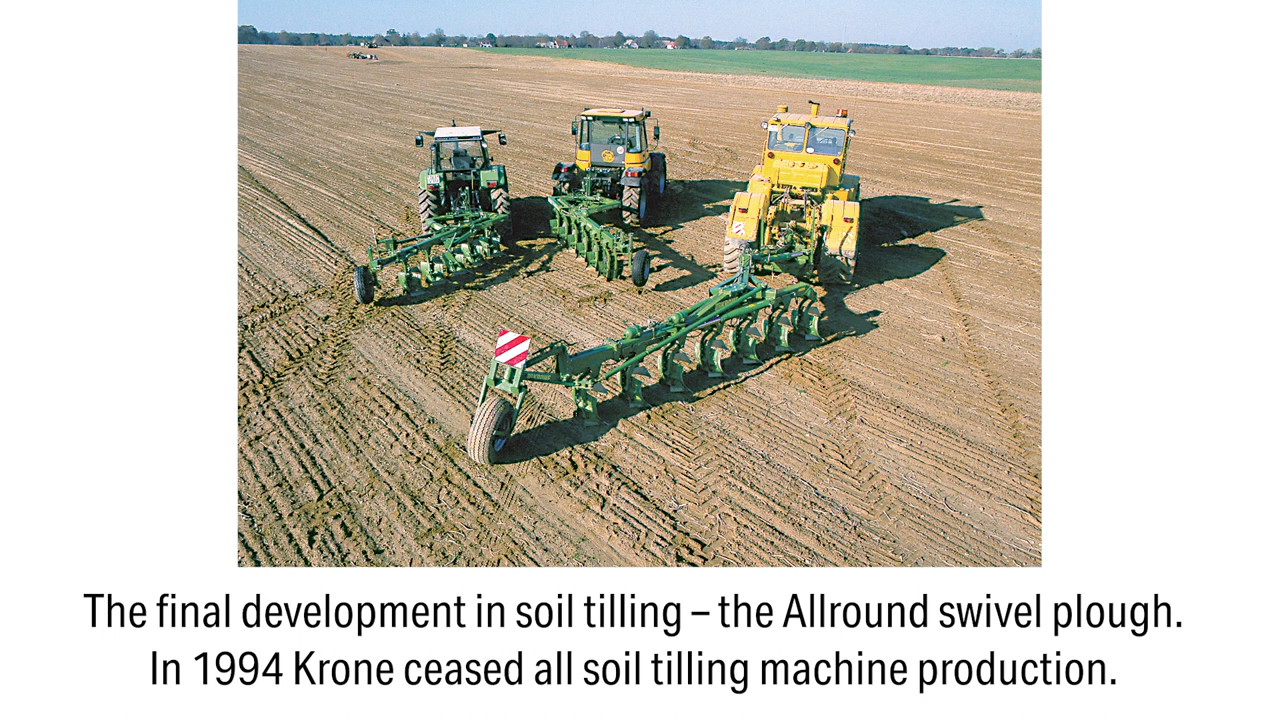 The final development in soil tilling – the Allround swivel plough.
In 1994 Krone ceased all soil tilling machine production.